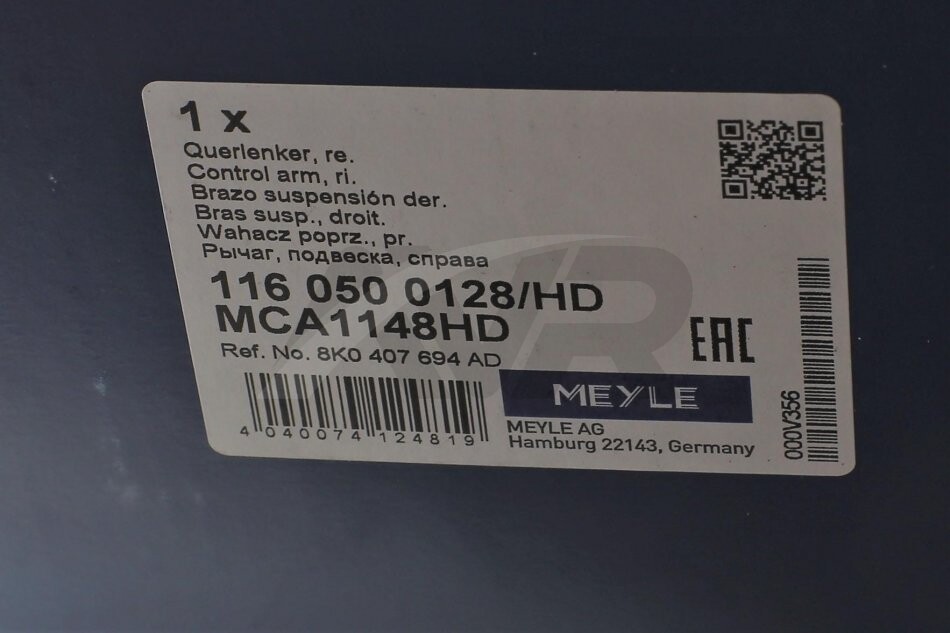 1 x
Querlenker, re.
Control arm, ri.
Brazo suspensión der.
Bras susp., droit.
Wahacz poprz., pr.
Рычаг, подвеска, справа
116 050 0128/HD
MCA1148HD
Ref. No. 8K0 407 694 AD
EAC
4 040074 124819
MEYLE
MEYLE AG
Hamburg 22143, Germany
000V356